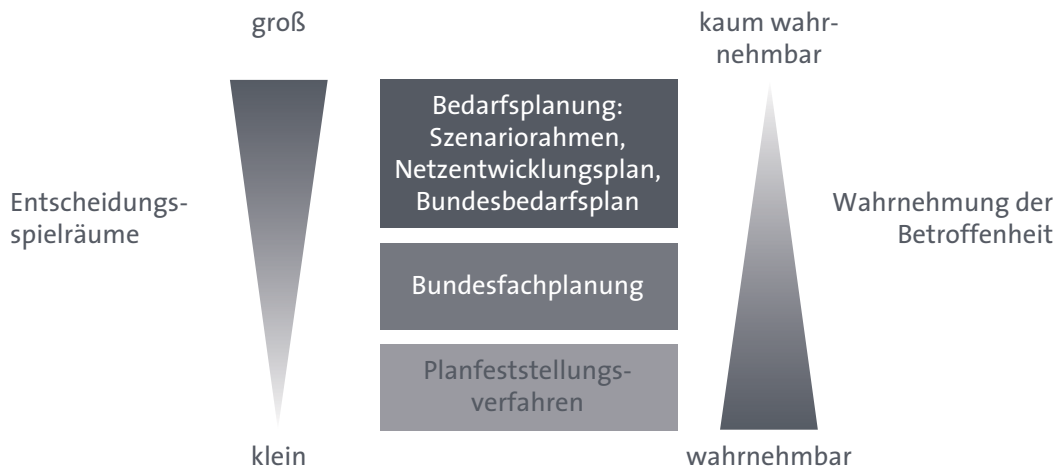 groß
kaum wahr-
nehmbar
Bedarfsplanung:
Szenariorahmen,
Netzentwicklungsplan,
Bundesbedarfsplan
Entscheidungs-
spielräume
Wahrnehmung der
Betroffenheit
Bundesfachplanung
Planfeststellungs-
verfahren
klein
wahrnehmbar